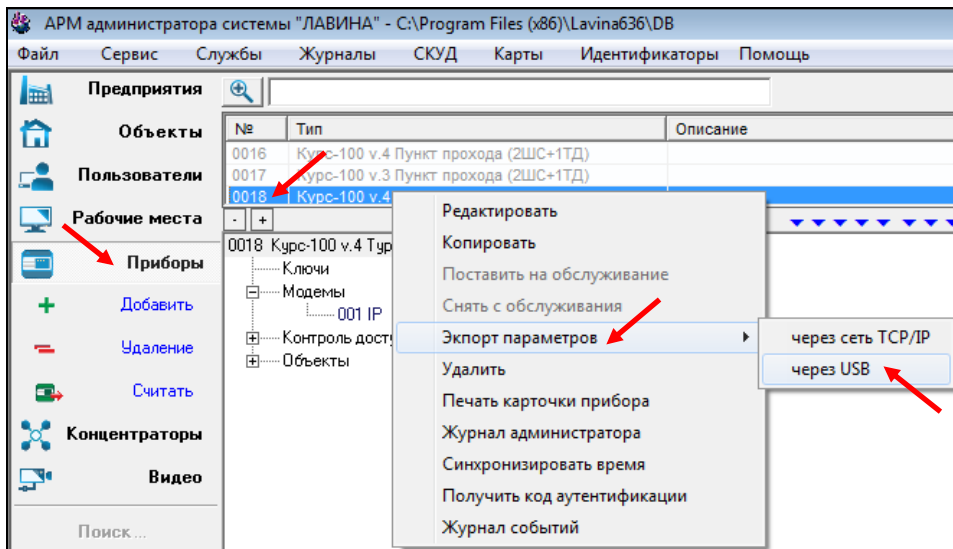 АРМ администратора системы "ЛАВИНА" - C:\Program Files (x86)\Lavina636\DB
Файл Сервис Службы Журналы СКУД Карты Идентификаторы Помощь
Предприятия
Объекты
Пользователи
Рабочие места
Приборы
Добавить
Удаление
Считать
Концентраторы
Видео
Поиск ...
№ Тип Описание
0016 Курс-100 v.4 Пункт прохода (2ШС+1ТД)
0017 Курс-100 v.3 Пункт прохода (2ШС+1ТД)
0018 Курс-100 v.4
- +
0018 Курс-100 v.4 Тур
Ключи
Модемы
001 IP
Контроль дост
Объекты
Редактировать
Копировать
Поставить на обслуживание
Снять с обслуживания
Экспорт параметров
Удалить
Печать карточки прибора
Журнал администратора
Синхронизировать время
Получить код аутентификации
Журнал событий
через сеть TCP/IP
через USB